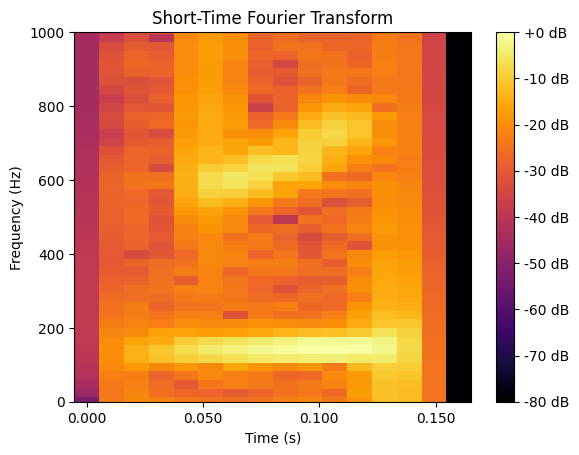 Short-Time Fourier Transform
1000
800
600
400
200
0
Frequency (Hz)
0.000
0.050
0.100
0.150
Time (s)
+0 dB
-10 dB
-20 dB
-30 dB
-40 dB
-50 dB
-60 dB
-70 dB
-80 dB